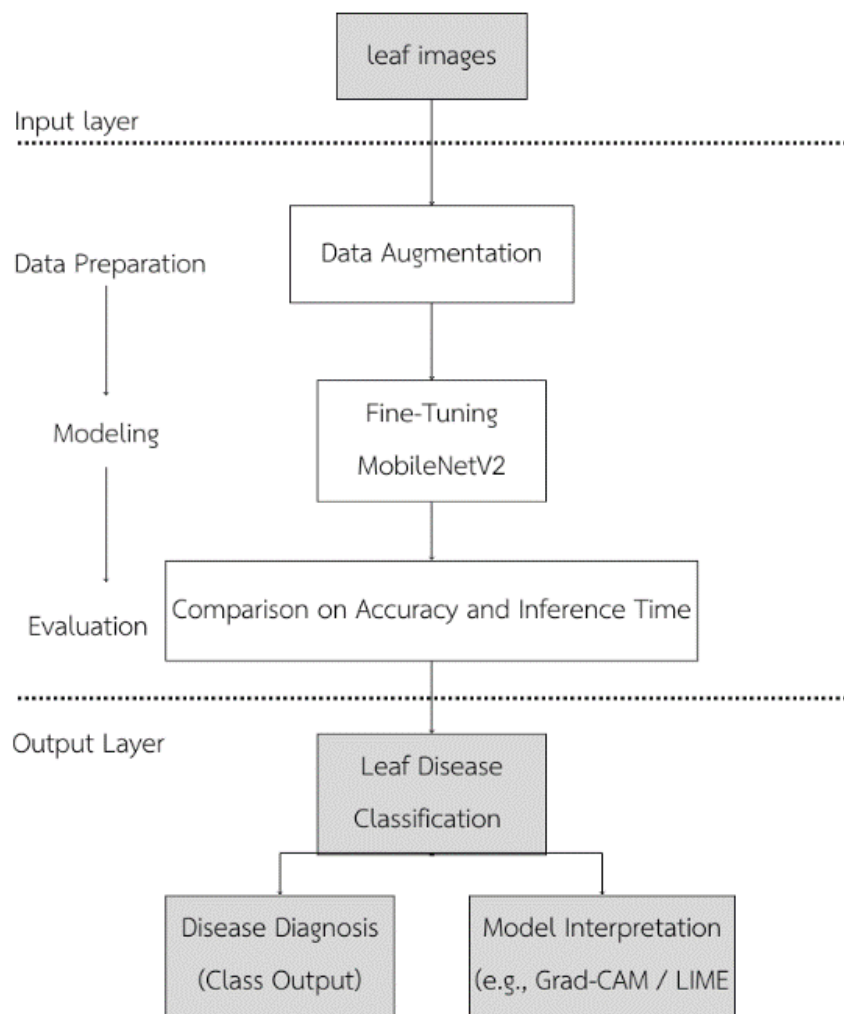 leaf images
Input layer
Data Augmentation
Data Preparation
Fine-Tuning
MobileNetV2
Modeling
Comparison on Accuracy and Inference Time
Evaluation
Output Layer
Leaf Disease
Classification
Disease Diagnosis
(Class Output)
Model Interpretation
(e.g., Grad-CAM / LIME